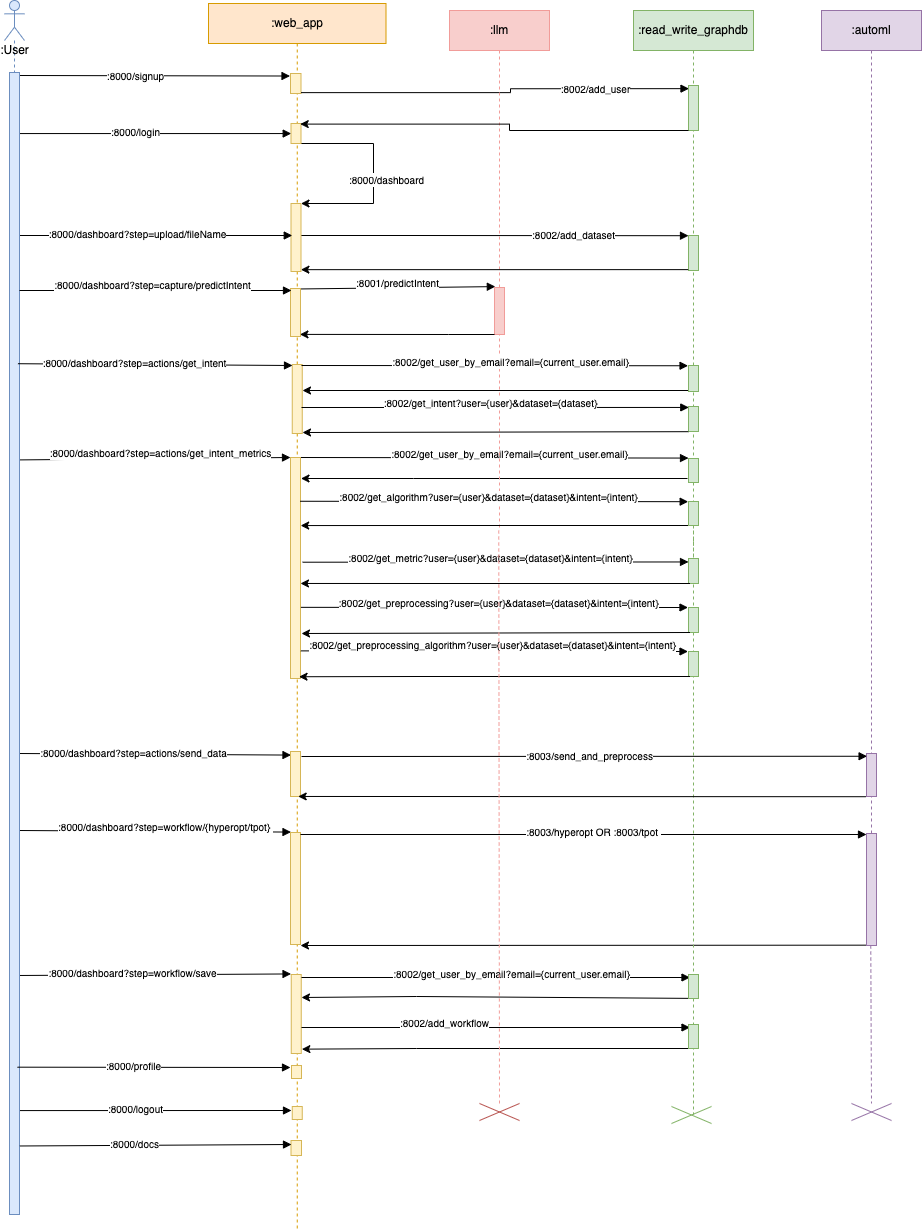 :User
:web_app
:llm
:read_write_graphdb
:automl
:8000/signup
:8002/add_user
:8000/login
:8000/dashboard
:8000/dashboard?step=upload/fileName
:8002/add_dataset
:8000/dashboard?step=capture/predictIntent
:8001/predictIntent
:8000/dashboard?step=actions/get_intent
:8002/get_user_by_email?email={current_user.email}
:8002/get_intent?user={user}&dataset={dataset}
:8000/dashboard?step=actions/get_intent_metrics
:8002/get_user_by_email?email={current_user.email}
:8002/get_algorithm?user={user}&dataset={dataset}&intent={intent}
:8002/get_metric?user={user}&dataset={dataset}&intent={intent}
:8002/get_preprocessing?user={user}&dataset={dataset}&intent={intent}
:8002/get_preprocessing_algorithm?user={user}&dataset={dataset}&intent={intent}
:8000/dashboard?step=actions/send_data
:8003/send_and_preprocess
:8000/dashboard?step=workflow/{hyperopt/tpot}
:8003/hyperopt OR :8003/tpot
:8000/dashboard?step=workflow/save
:8002/get_user_by_email?email={current_user.email}
:8002/add_workflow
:8000/profile
:8000/logout
:8000/docs